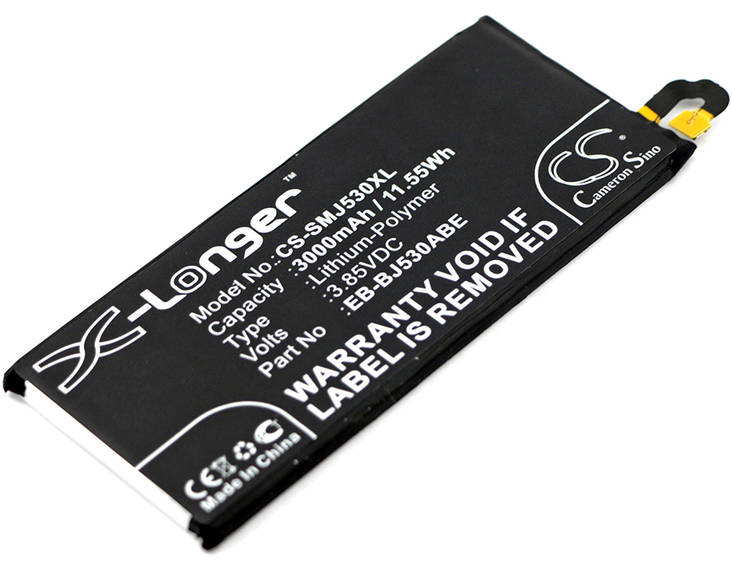 X-Longer™
Model No.: CS-SMJ530XL
Capacity : 3000mAh / 11.55Wh
Type : Lithium-Polymer
Volts : 3.85VDC
Part No : EB-BJ530ABE
WARRANTY VOID IF
LABEL IS REMOVED
CS
Cameron Sino
CE
Made in China